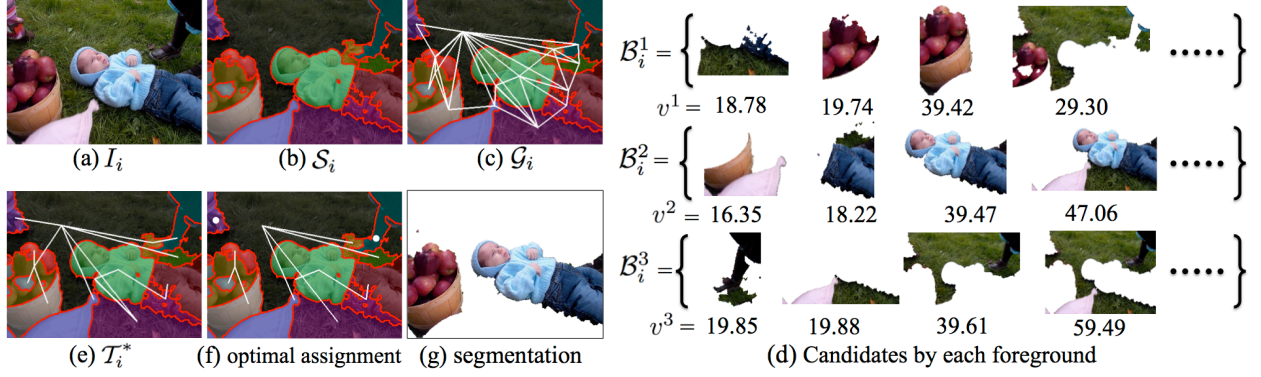 (a) I_i (b) S_i (c) G_i
(e) T_i^* (f) optimal assignment (g) segmentation
B_i^1 = { ..... }
v^1 = 18.78 19.74 39.42 29.30
B_i^2 = { ..... }
v^2 = 16.35 18.22 39.47 47.06
B_i^3 = { ..... }
v^3 = 19.85 19.88 39.61 59.49
(d) Candidates by each foreground